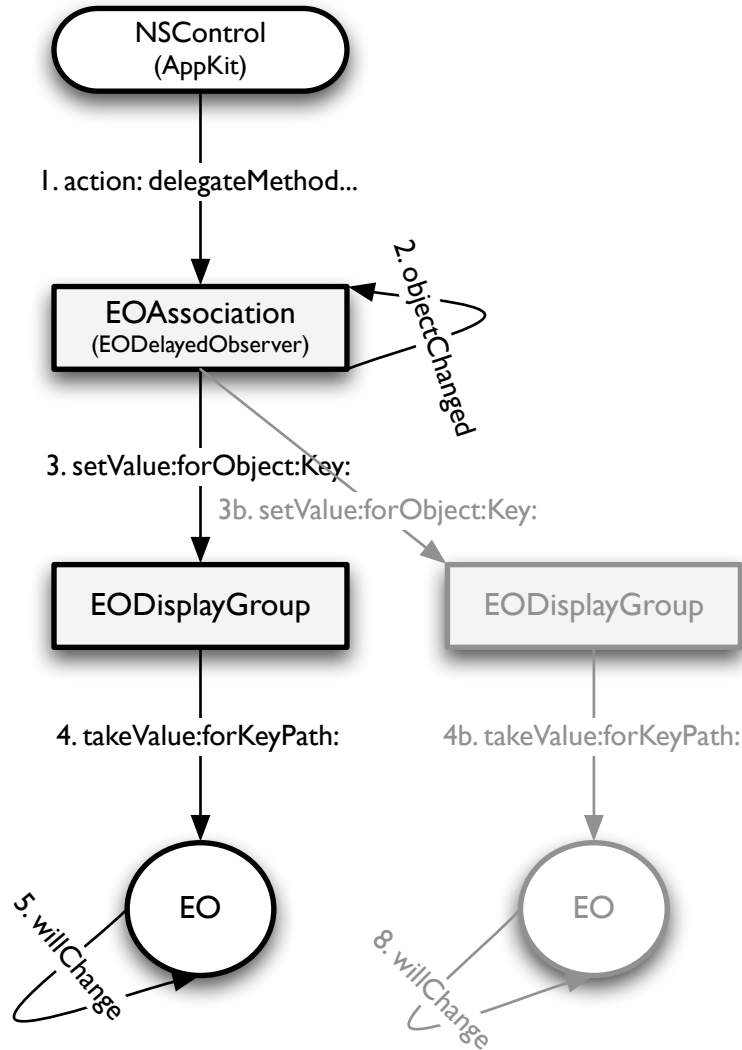 NSControl
(AppKit)
1. action: delegateMethod...
2. objectChanged
EOAssociation
(EODelayedObserver)
3. setValue:forObject:Key:
3b. setValue:forObject:Key:
EODisplayGroup
EODisplayGroup
4. takeValue:forKeyPath:
4b. takeValue:forKeyPath:
EO
EO
5. willChange
8. willChange